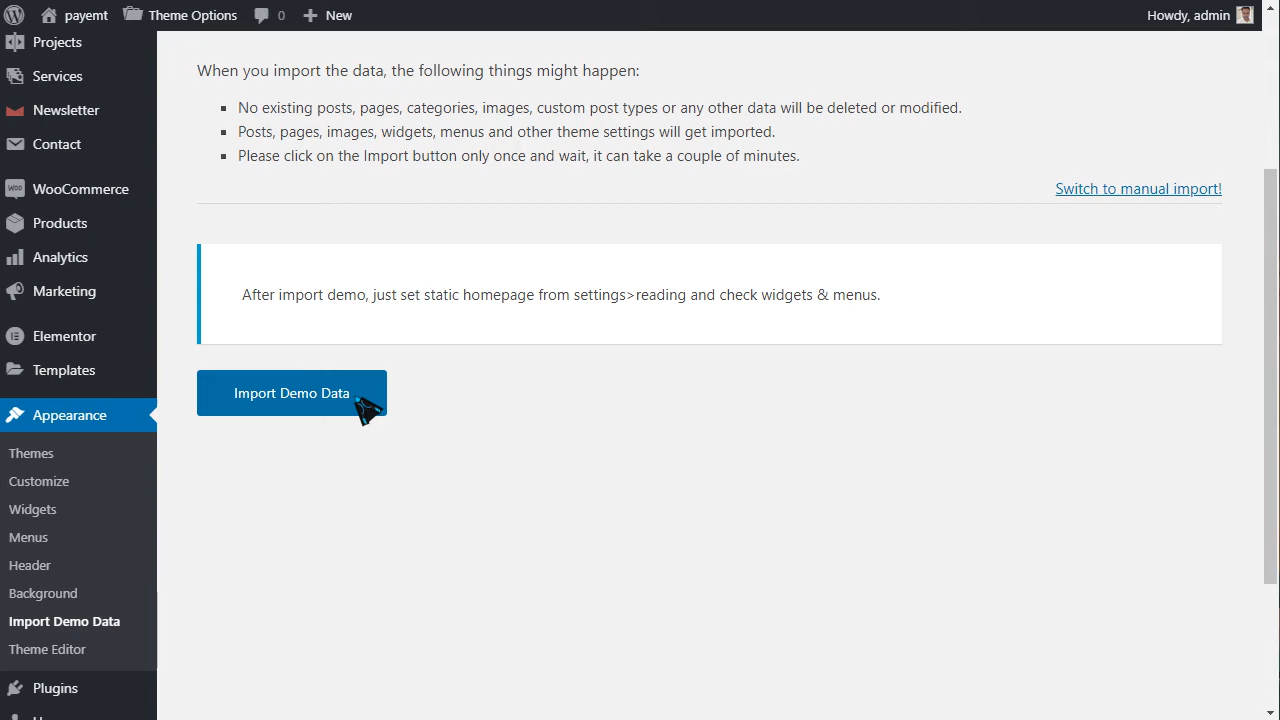 payemt
Theme Options
0
New
Howdy, admin
Projects
Services
Newsletter
Contact
WooCommerce
Products
Analytics
Marketing
Elementor
Templates
Appearance
Themes
Customize
Widgets
Menus
Header
Background
Import Demo Data
Theme Editor
Plugins
When you import the data, the following things might happen:
No existing posts, pages, categories, images, custom post types or any other data will be deleted or modified.
Posts, pages, images, widgets, menus and other theme settings will get imported.
Please click on the Import button only once and wait, it can take a couple of minutes.
Switch to manual import!
After import demo, just set static homepage from settings>reading and check widgets & menus.
Import Demo Data